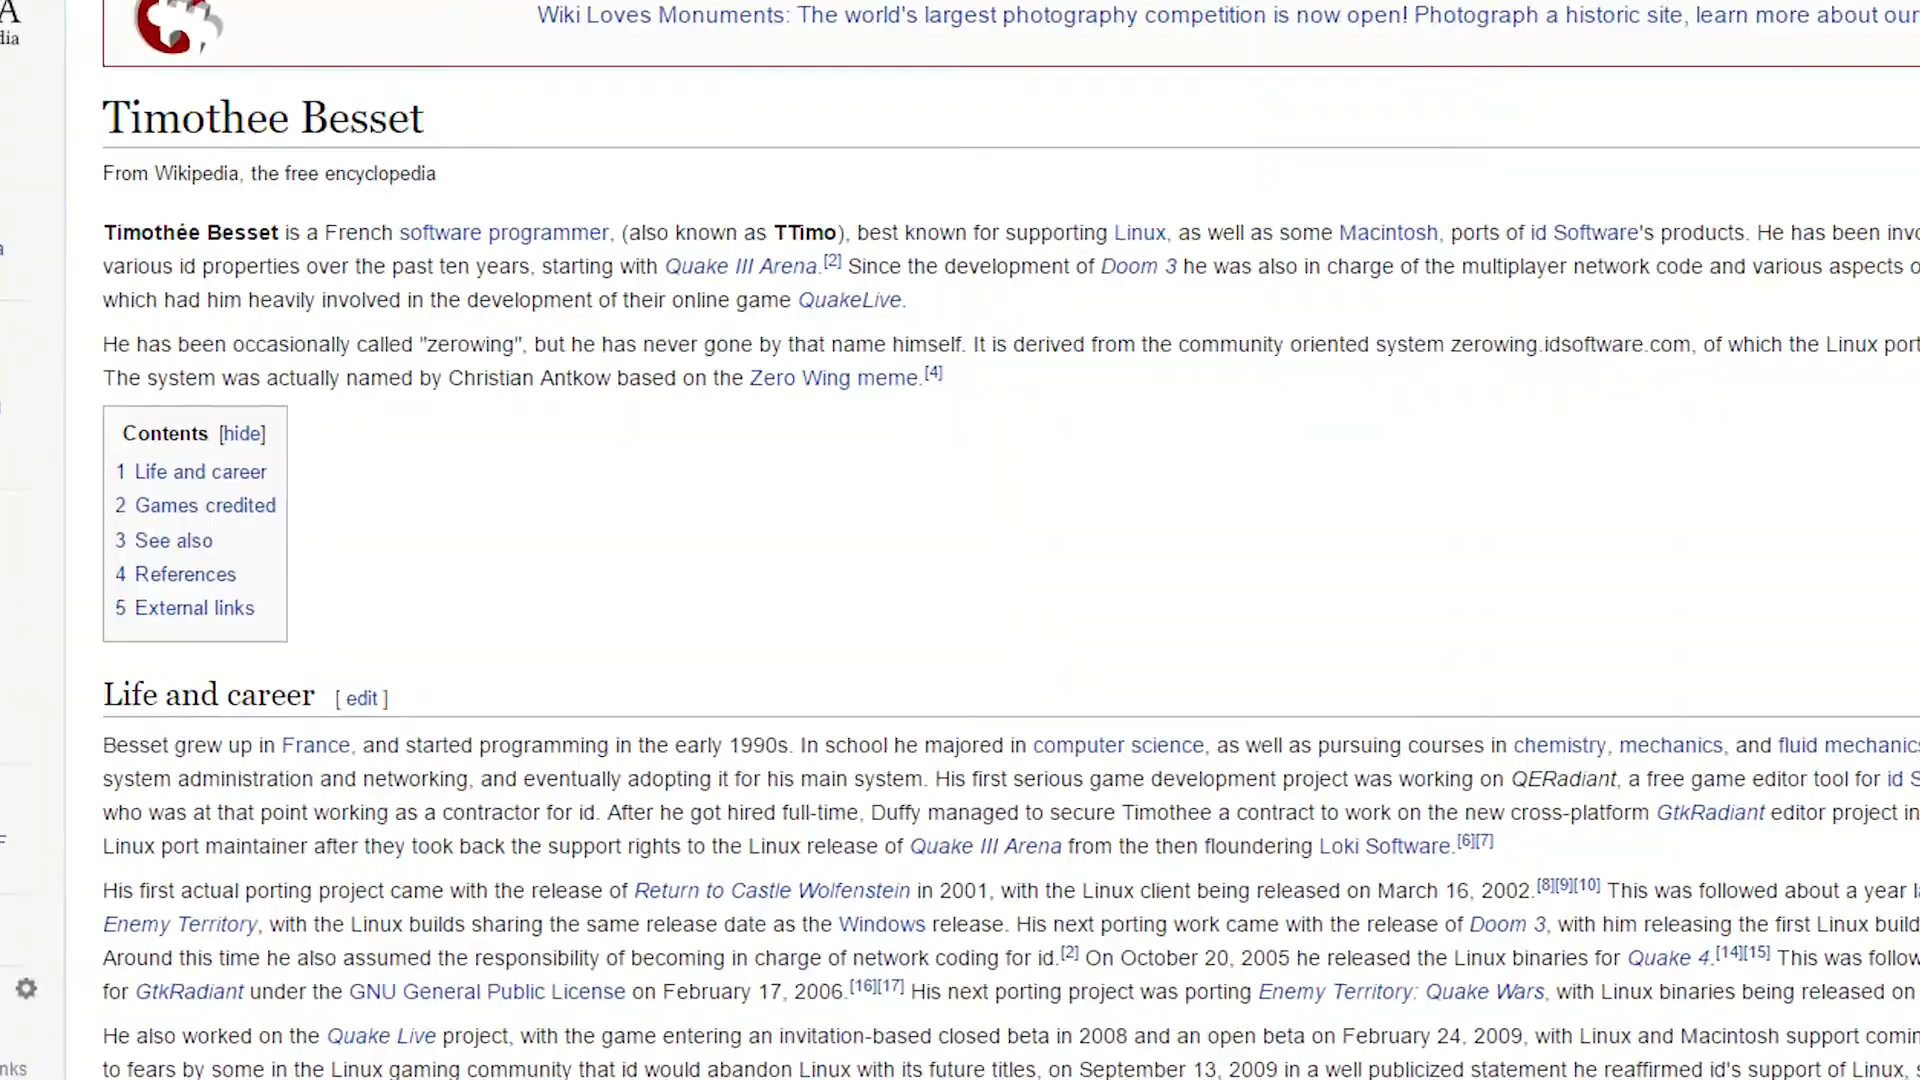 A
dia
Wiki Loves Monuments: The world's largest photography competition is now open! Photograph a historic site, learn more about our
Timothee Besset
From Wikipedia, the free encyclopedia
Timothée Besset is a French software programmer, (also known as TTimo), best known for supporting Linux, as well as some Macintosh, ports of id Software's products. He has been invo
various id properties over the past ten years, starting with Quake III Arena.[2] Since the development of Doom 3 he was also in charge of the multiplayer network code and various aspects o
which had him heavily involved in the development of their online game QuakeLive.
He has been occasionally called "zerowing", but he has never gone by that name himself. It is derived from the community oriented system zerowing.idsoftware.com, of which the Linux port
The system was actually named by Christian Antkow based on the Zero Wing meme.[4]
Contents [hide]
1 Life and career
2 Games credited
3 See also
4 References
5 External links
Life and career [ edit ]
Besset grew up in France, and started programming in the early 1990s. In school he majored in computer science, as well as pursuing courses in chemistry, mechanics, and fluid mechanics
system administration and networking, and eventually adopting it for his main system. His first serious game development project was working on QERadiant, a free game editor tool for id S
who was at that point working as a contractor for id. After he got hired full-time, Duffy managed to secure Timothee a contract to work on the new cross-platform GtkRadiant editor project in
Linux port maintainer after they took back the support rights to the Linux release of Quake III Arena from the then floundering Loki Software.[6][7]
His first actual porting project came with the release of Return to Castle Wolfenstein in 2001, with the Linux client being released on March 16, 2002.[8][9][10] This was followed about a year la
Enemy Territory, with the Linux builds sharing the same release date as the Windows release. His next porting work came with the release of Doom 3, with him releasing the first Linux build
Around this time he also assumed the responsibility of becoming in charge of network coding for id.[2] On October 20, 2005 he released the Linux binaries for Quake 4.[14][15] This was follow
for GtkRadiant under the GNU General Public License on February 17, 2006.[16][17] His next porting project was porting Enemy Territory: Quake Wars, with Linux binaries being released on
He also worked on the Quake Live project, with the game entering an invitation-based closed beta in 2008 and an open beta on February 24, 2009, with Linux and Macintosh support comin
nks
to fears by some in the Linux gaming community that id would abandon Linux with its future titles, on September 13, 2009 in a well publicized statement he reaffirmed id's support of Linux, s